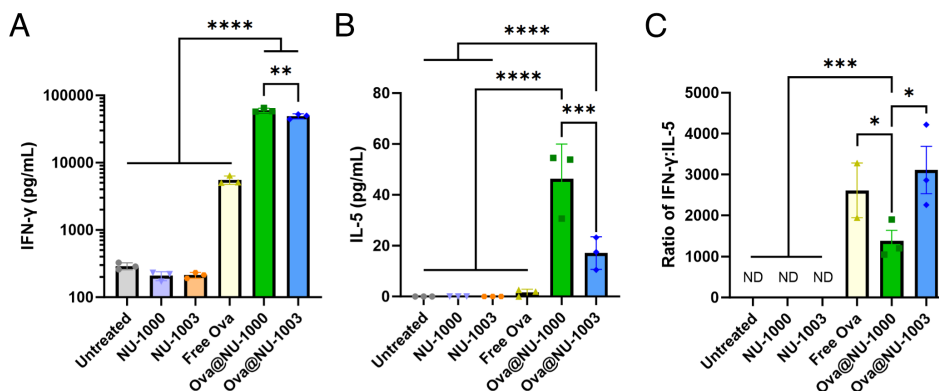 A
****
**
IFN-γ (pg/mL)
100000
10000
1000
100
Untreated
NU-1000
NU-1003
Free Ova
Ova@NU-1000
Ova@NU-1003
B
****
****
***
IL-5 (pg/mL)
80
60
40
20
0
Untreated
NU-1000
NU-1003
Free Ova
Ova@NU-1000
Ova@NU-1003
C
***
*
*
Ratio of IFN-γ:IL-5
5000
4000
3000
2000
1000
0
ND ND ND
Untreated
NU-1000
NU-1003
Free Ova
Ova@NU-1000
Ova@NU-1003